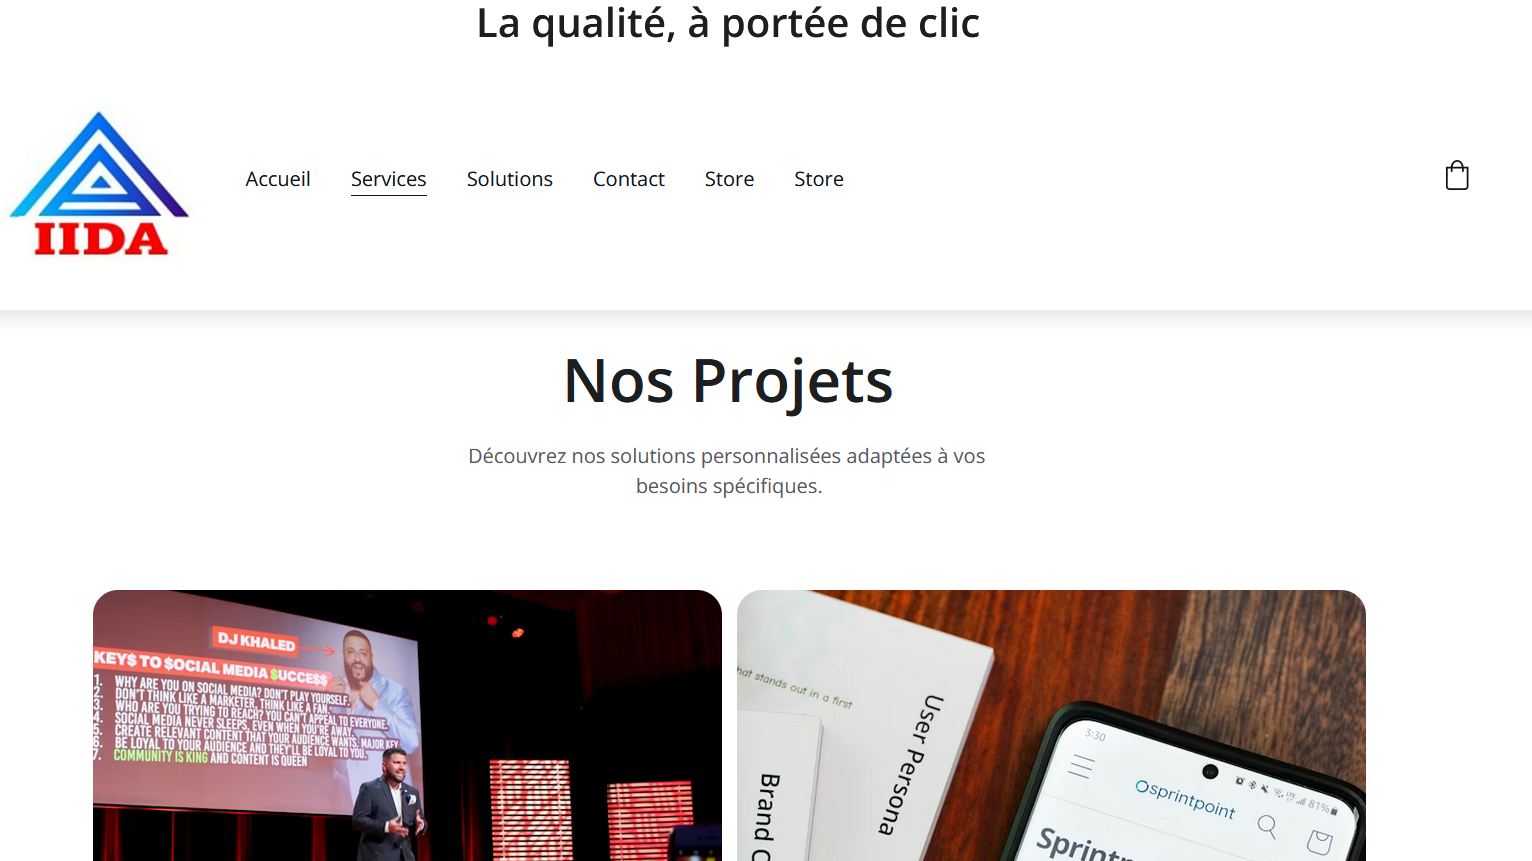 La qualité, à portée de clic
IIDA
Accueil
Services
Solutions
Contact
Store
Store
Nos Projets
Découvrez nos solutions personnalisées adaptées à vos
besoins spécifiques.
DJ KHALED
KEY$ TO $OCIAL MEDIA $UCCE$$
1. WHY ARE YOU ON SOCIAL MEDIA? DON'T PLAY YOURSELF.
2. DON'T THINK LIKE A MARKETER, THINK LIKE A FAN.
3. WHO ARE YOU TRYING TO REACH? YOU CAN'T APPEAL TO EVERYONE.
4. SOCIAL MEDIA NEVER SLEEPS, EVEN WHEN YOU'RE AWAY.
5. CREATE RELEVANT CONTENT THAT YOUR AUDIENCE WANTS. MAJOR KEY.
6. BE LOYAL TO YOUR AUDIENCE AND THEY'LL BE LOYAL TO YOU.
7. COMMUNITY IS KING AND CONTENT IS QUEEN
hat stands out in a first
User Persona
Brand
3:30
81%
sprintpoint